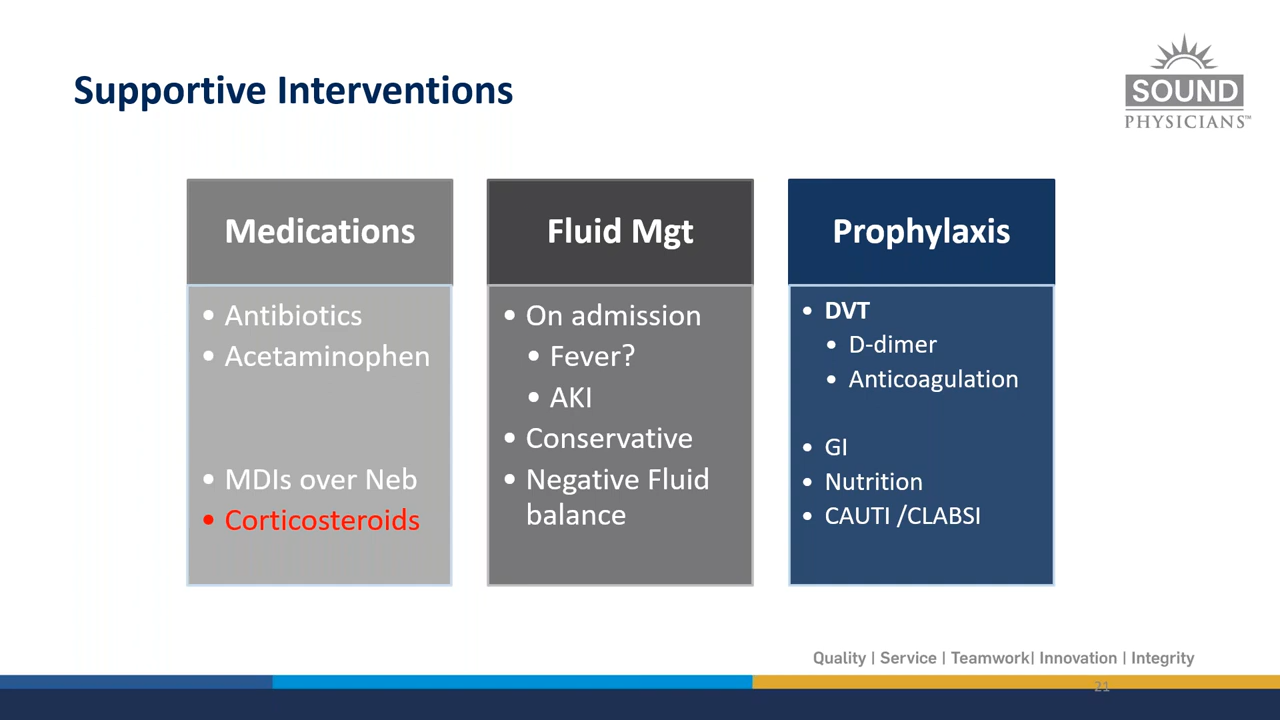 Supportive Interventions
SOUND
PHYSICIANS™
Medications
• Antibiotics
• Acetaminophen
• MDIs over Neb
• Corticosteroids
Fluid Mgt
• On admission
• Fever?
• AKI
• Conservative
• Negative Fluid
balance
Prophylaxis
• DVT
• D-dimer
• Anticoagulation
• GI
• Nutrition
• CAUTI /CLABSI
Quality | Service | Teamwork| Innovation | Integrity
21